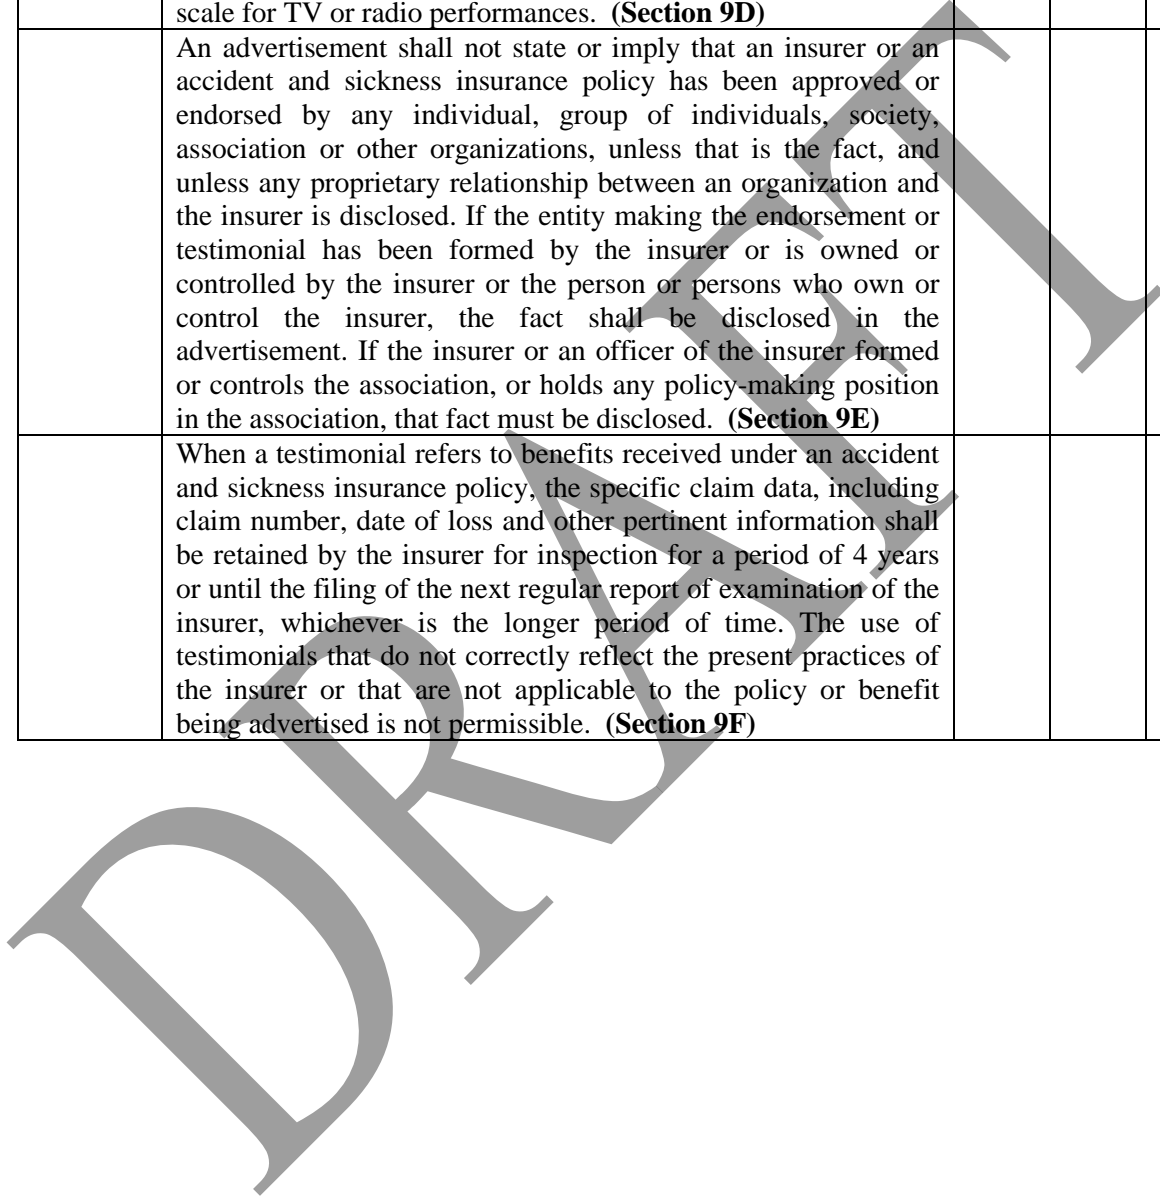 scale for TV or radio performances. (Section 9D)
An advertisement shall not state or imply that an insurer or an
accident and sickness insurance policy has been approved or
endorsed by any individual, group of individuals, society,
association or other organizations, unless that is the fact, and
unless any proprietary relationship between an organization and
the insurer is disclosed. If the entity making the endorsement or
testimonial has been formed by the insurer or is owned or
controlled by the insurer or the person or persons who own or
control the insurer, the fact shall be disclosed in the
advertisement. If the insurer or an officer of the insurer formed
or controls the association, or holds any policy-making position
in the association, that fact must be disclosed. (Section 9E)
When a testimonial refers to benefits received under an accident
and sickness insurance policy, the specific claim data, including
claim number, date of loss and other pertinent information shall
be retained by the insurer for inspection for a period of 4 years
or until the filing of the next regular report of examination of the
insurer, whichever is the longer period of time. The use of
testimonials that do not correctly reflect the present practices of
the insurer or that are not applicable to the policy or benefit
being advertised is not permissible. (Section 9F)
DRAFT